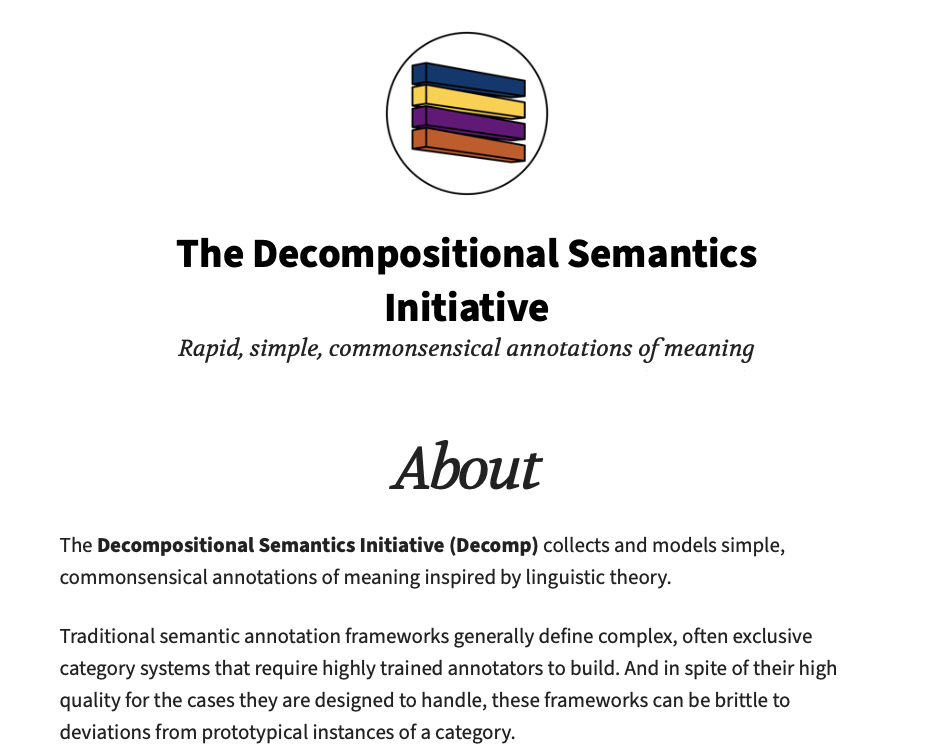 The Decompositional Semantics
Initiative
Rapid, simple, commonsensical annotations of meaning
About
The Decompositional Semantics Initiative (Decomp) collects and models simple,
commonsensical annotations of meaning inspired by linguistic theory.
Traditional semantic annotation frameworks generally define complex, often exclusive
category systems that require highly trained annotators to build. And in spite of their high
quality for the cases they are designed to handle, these frameworks can be brittle to
deviations from prototypical instances of a category.